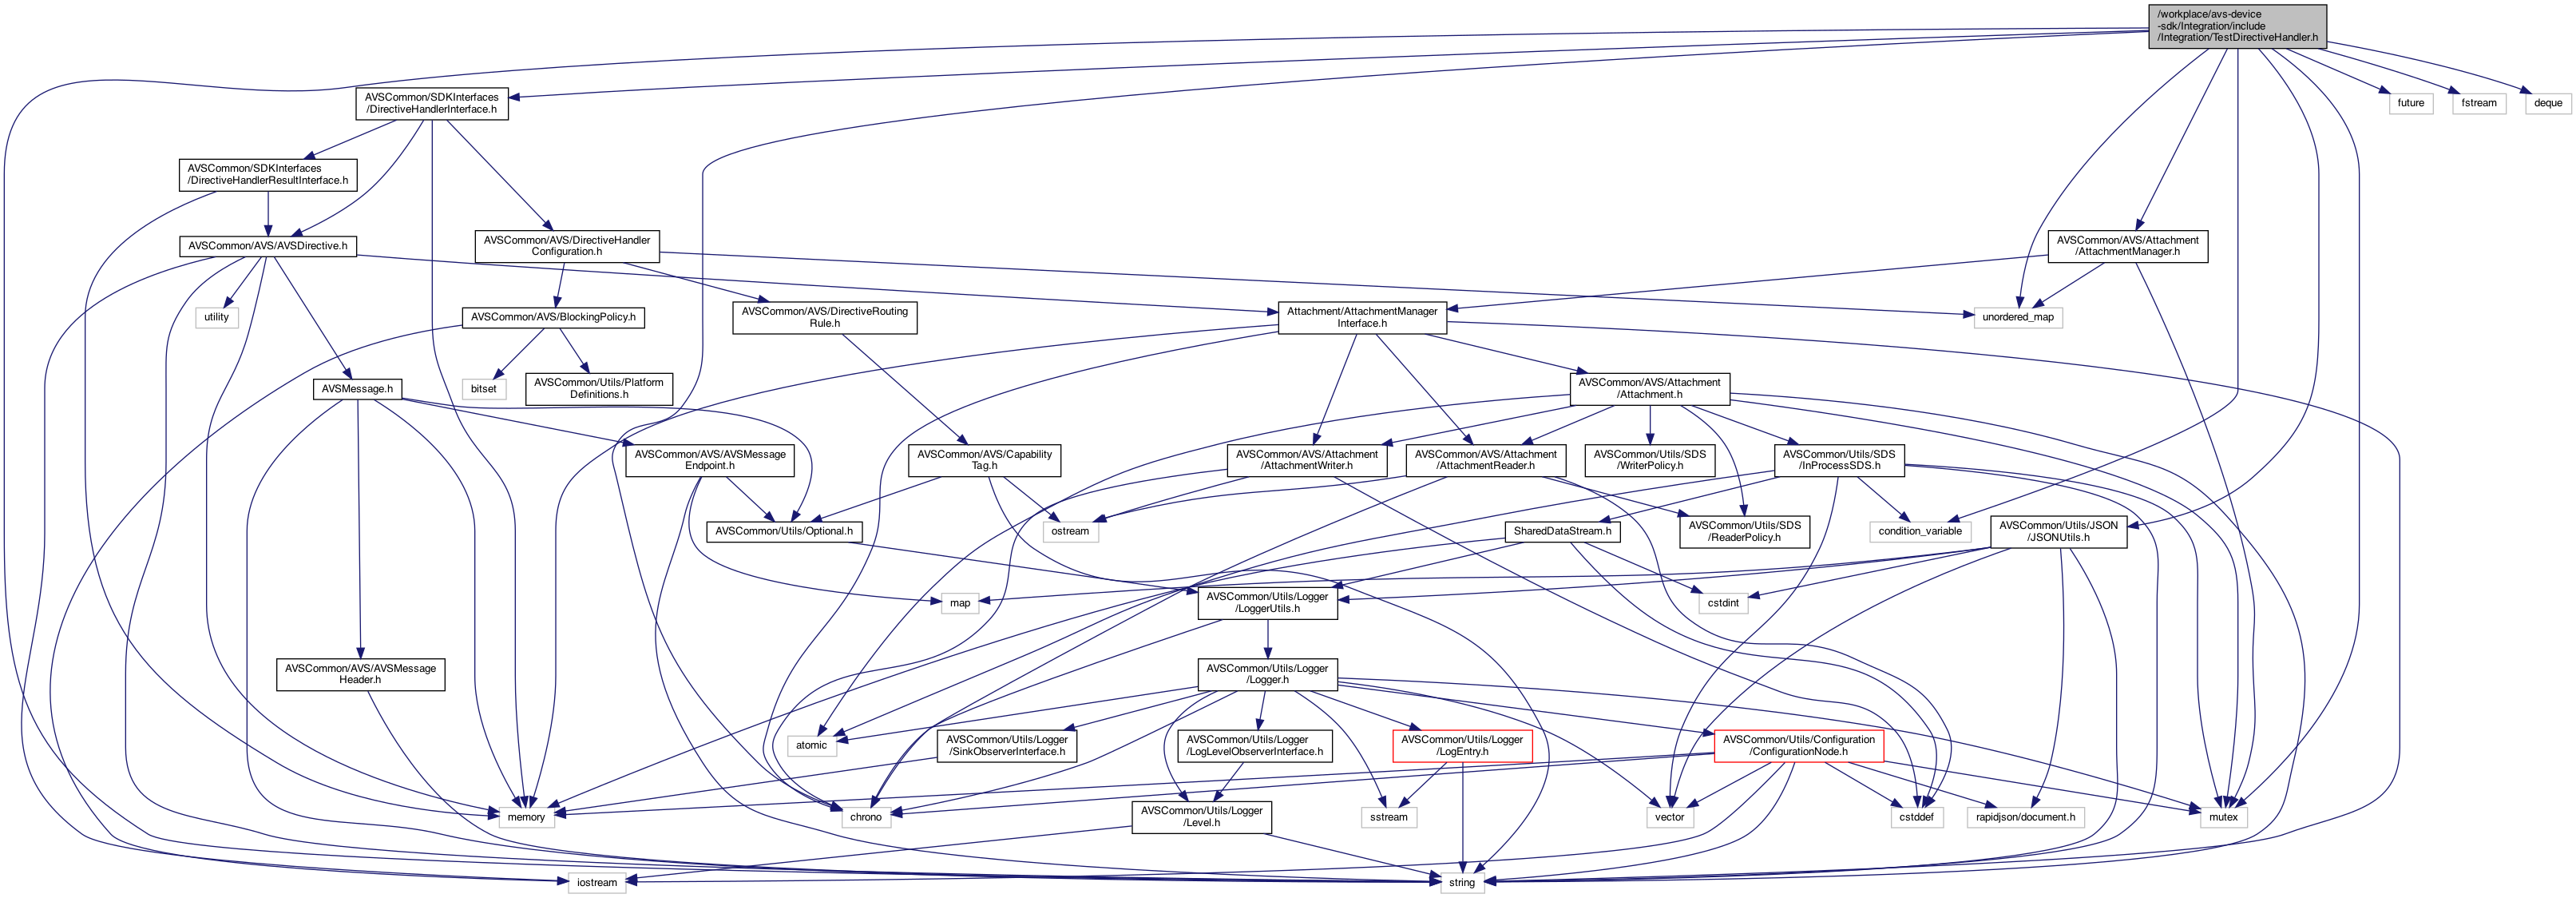 /workplace/avs-device
-sdk/Integration/include
/Integration/TestDirectiveHandler.h
AVSCommon/SDKInterfaces
/DirectiveHandlerInterface.h
future
fstream
deque
AVSCommon/SDKInterfaces
/DirectiveHandlerResultInterface.h
AVSCommon/AVS/AVSDirective.h
AVSCommon/AVS/DirectiveHandler
Configuration.h
AVSCommon/AVS/Attachment
/AttachmentManager.h
utility
AVSCommon/AVS/BlockingPolicy.h
AVSCommon/AVS/DirectiveRouting
Rule.h
Attachment/AttachmentManager
Interface.h
unordered_map
AVSMessage.h
bitset
AVSCommon/Utils/Platform
Definitions.h
AVSCommon/AVS/Attachment
/Attachment.h
AVSCommon/AVS/AVSMessage
Endpoint.h
AVSCommon/AVS/Capability
Tag.h
AVSCommon/AVS/Attachment
/AttachmentWriter.h
AVSCommon/AVS/Attachment
/AttachmentReader.h
AVSCommon/Utils/SDS
/WriterPolicy.h
AVSCommon/Utils/SDS
/InProcessSDS.h
AVSCommon/Utils/Optional.h
ostream
SharedDataStream.h
AVSCommon/Utils/SDS
/ReaderPolicy.h
condition_variable
AVSCommon/Utils/JSON
/JSONUtils.h
map
AVSCommon/Utils/Logger
/LoggerUtils.h
cstdint
AVSCommon/AVS/AVSMessage
Header.h
AVSCommon/Utils/Logger
/Logger.h
atomic
AVSCommon/Utils/Logger
/SinkObserverInterface.h
AVSCommon/Utils/Logger
/LogLevelObserverInterface.h
AVSCommon/Utils/Logger
/LogEntry.h
AVSCommon/Utils/Configuration
/ConfigurationNode.h
memory
chrono
AVSCommon/Utils/Logger
/Level.h
sstream
vector
cstddef
rapidjson/document.h
mutex
iostream
string